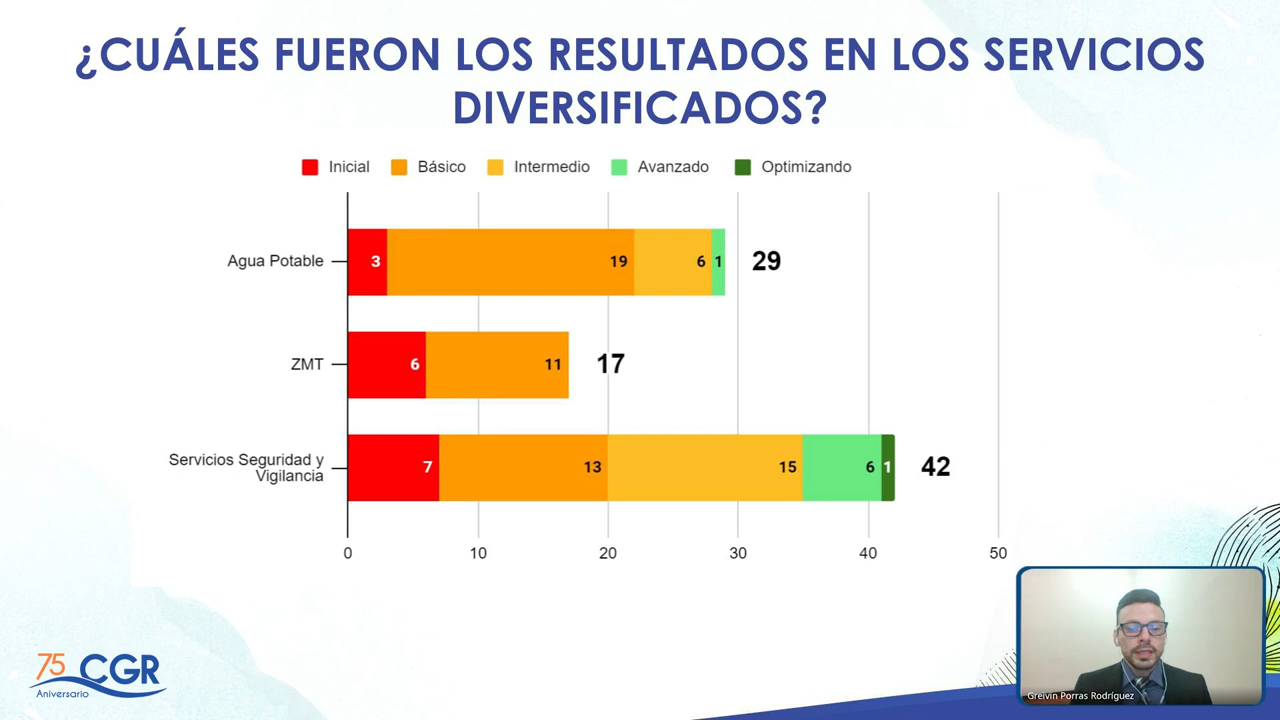 ¿CUÁLES FUERON LOS RESULTADOS EN LOS SERVICIOS
DIVERSIFICADOS?
Inicial Básico Intermedio Avanzado Optimizando
Agua Potable 3 19 6 1 29
ZMT 6 11 17
Servicios Seguridad y
Vigilancia 7 13 15 6 1 42
0 10 20 30 40 50
75 CGR
Aniversario
Greivin Porras Rodríguez